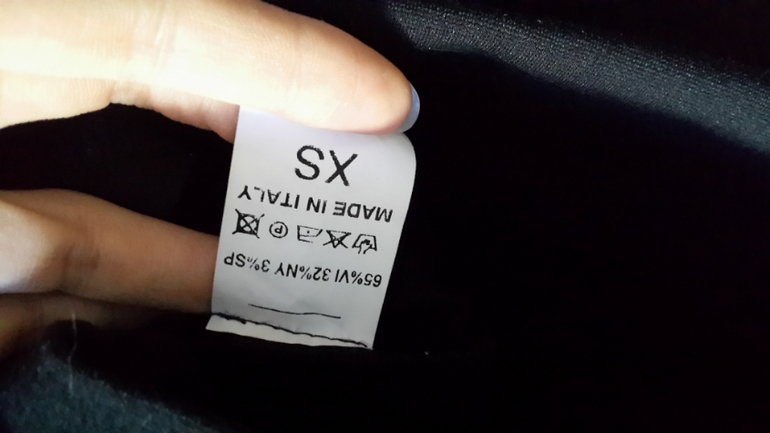 65%VI 32%NY 3%SP
P
MADE IN ITALY
XS